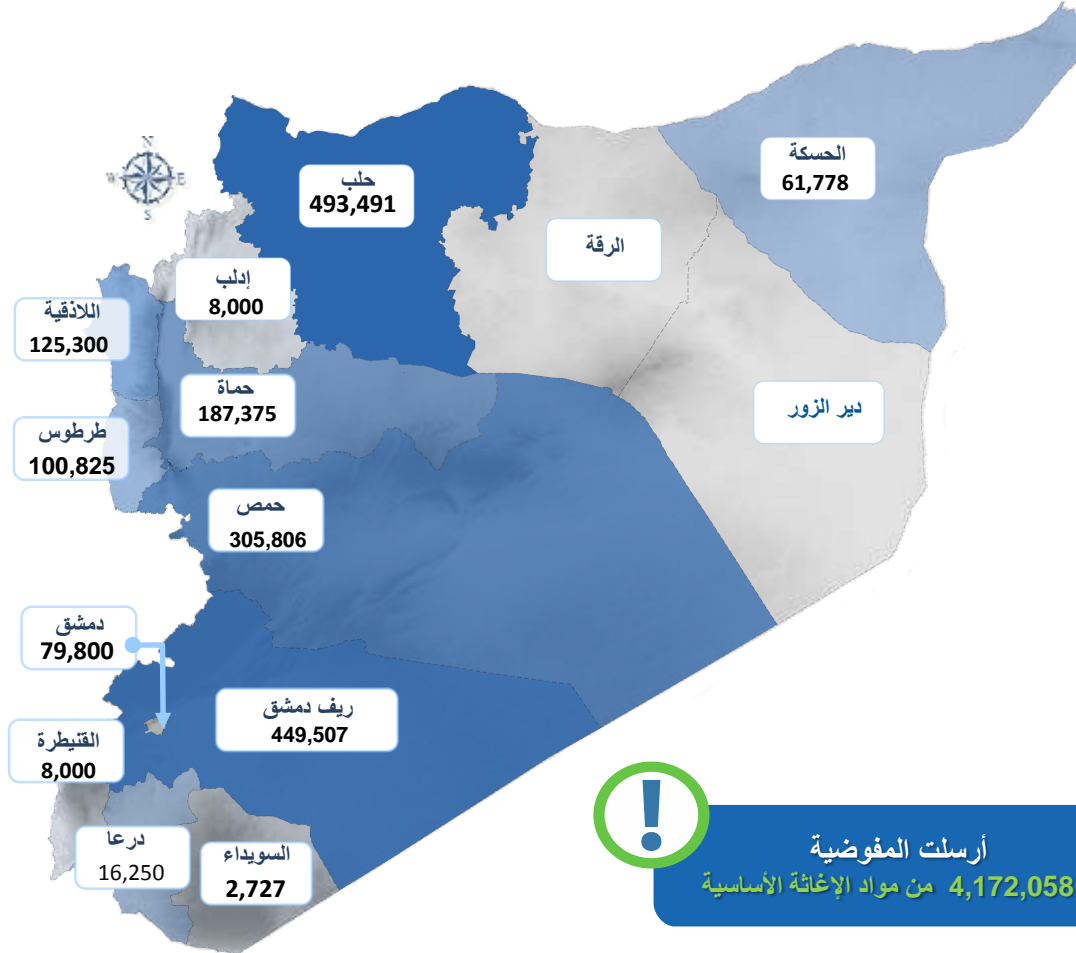 N
W
E
S
الحسكة
61,778
حلب
493,491
الرقة
إدلب
8,000
اللاذقية
125,300
حماة
187,375
دير الزور
طرطوس
100,825
حمص
305,806
دمشق
79,800
ريف دمشق
449,507
القنيطرة
8,000
درعا
16,250
السويداء
2,727
!
أرسلت المفوضية
4,172,058 من مواد الإغاثة الأساسية